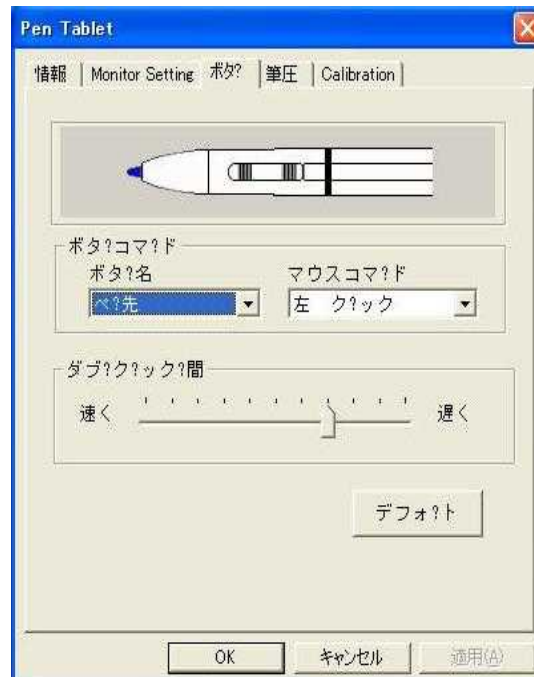 Pen Tablet
情報 Monitor Setting ボタ? 筆圧 Calibration
ボタ?コマ?ド
ボタ?名 マウスコマ?ド
ペ?先 左 ク?ック
ダブ?ク?ック?間
速く 遅く
デフォ?ト
OK キャンセル 適用(A)